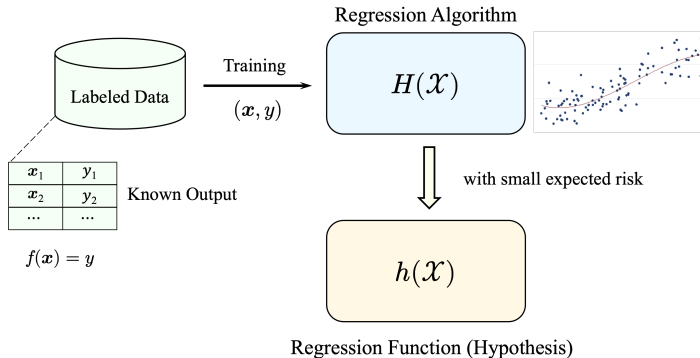 Regression Algorithm
Labeled Data
Training
(𝒙, y)
H(𝒳)
𝒙₁ y₁
𝒙₂ y₂
... ...
Known Output
f(𝒙) = y
with small expected risk
h(𝒳)
Regression Function (Hypothesis)